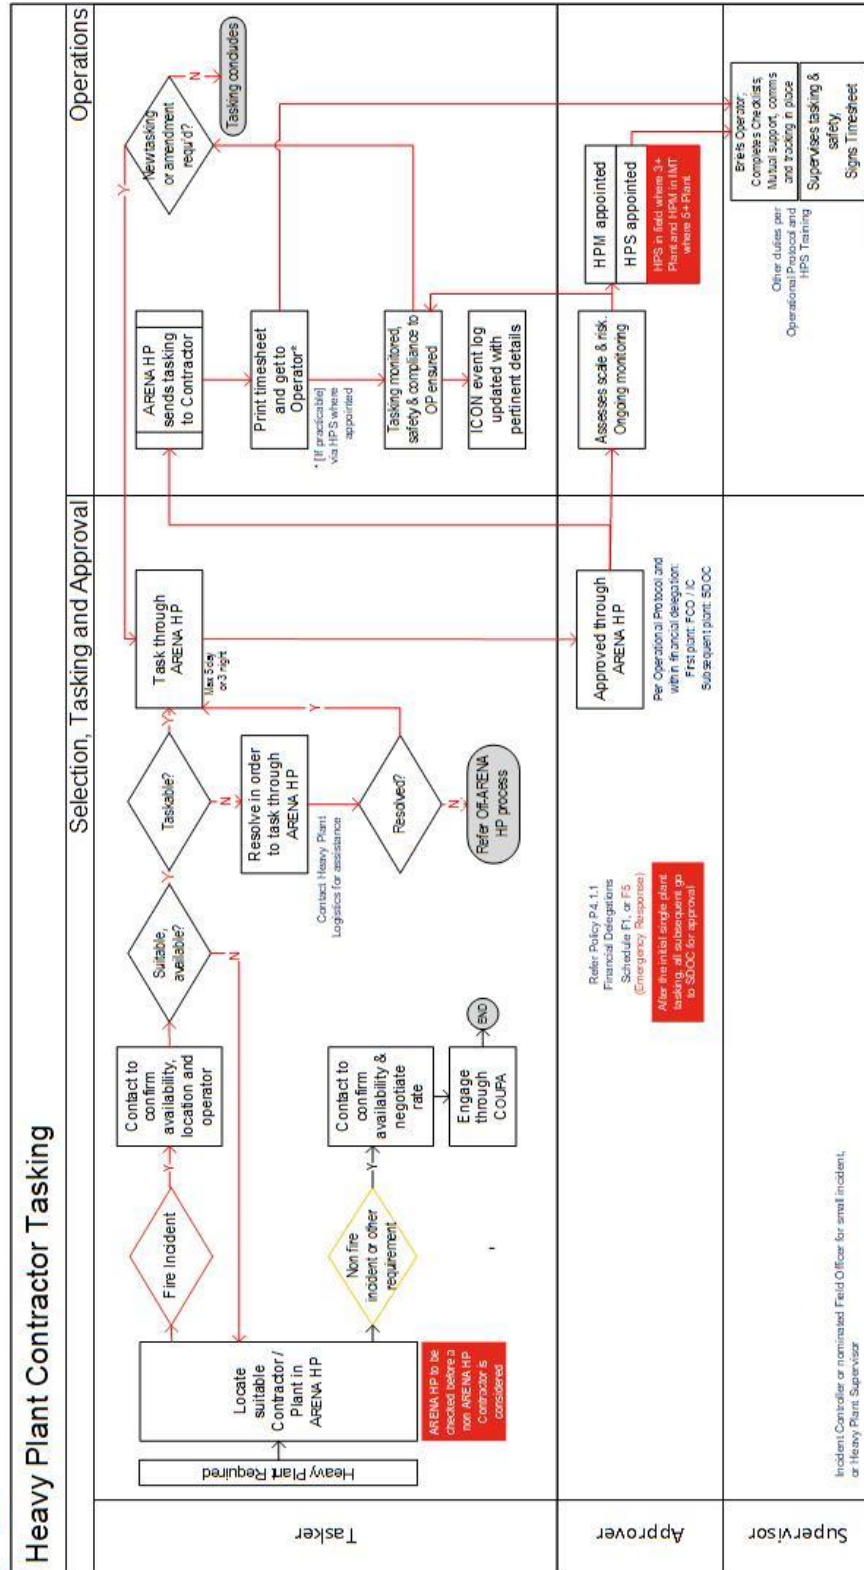 Heavy Plant Contractor Tasking
Selection, Tasking and Approval
Operations
Tasker
Heavy Plant Required
Locate
suitable
Contractor /
Plant in
ARENA HP
ARENA HP to be
checked before a
non ARENA HP
Contractor is
considered
Fire Incident
Y
Contact to
confirm
availability,
location and
operator
Suitable,
available?
Y
N
Taskable?
Y
N
Task through
ARENA HP
Max 5 day
or 3 night
Resolve in order
to task through
ARENA HP
Contact Heavy Plant
Logistics for assistance
Resolved?
Y
N
Refer Off-ARENA
HP process
Non fire
incident or other
requirement
Y
Contact to
confirm
availability &
negotiate
rate
Engage
through
COUPA
END
ARENA HP
sends tasking
to Contractor
Print timesheet
and get to
Operator*
* [If practicable]
via HPS where
appointed
Tasking monitored,
safety & compliance to
OP ensured
ICON event log
updated with
pertinent details
New tasking
or amendment
requ'd?
Y
N
Tasking concludes
Approver
Refer Policy P4.1.1
Financial Delegations
Schedule F1, or F5
(Emergency Response)
After the initial single plant
tasking, all subsequent go
to SDOC for approval
Approved through
ARENA HP
Per Operational Protocol and
within financial delegation:
First plant: FCO / IC
Subsequent plant: SDOC
Assesses scale & risk.
Ongoing monitoring
HPM appointed
HPS appointed
HPS in field where 3+
Plant and HPM in IMT
where 5+ Plant
Supervisor
Incident Controller or nominated Field Officer for small incident,
or Heavy Plant Supervisor
Other duties per
Operational Protocol and
HPS Training
Briefs Operator;
Completes Checklists;
Mutual support, comms
and tracking in place
Supervises tasking &
safety,
Signs Timesheet